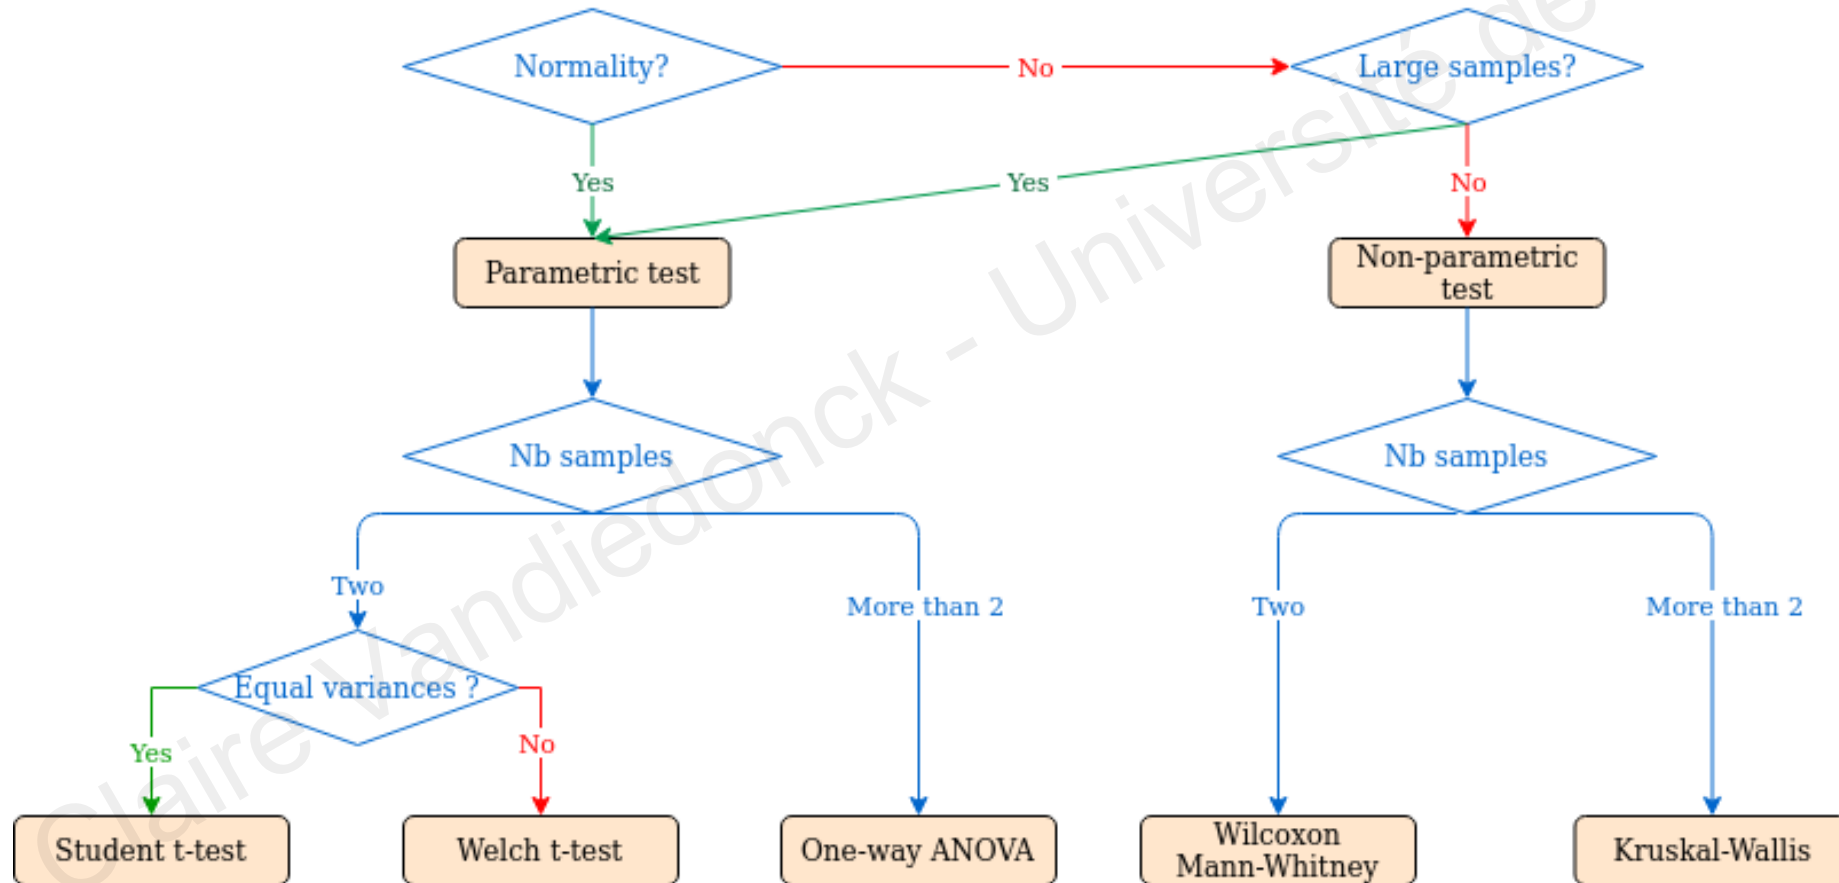 Normality?
No
Large samples?
Yes
Yes
No
Parametric test
Non-parametric
test
Nb samples
Nb samples
Two
More than 2
Two
More than 2
Equal variances ?
Yes
No
Student t-test
Welch t-test
One-way ANOVA
Wilcoxon
Mann-Whitney
Kruskal-Wallis
Claire Vandiedonck - Université de